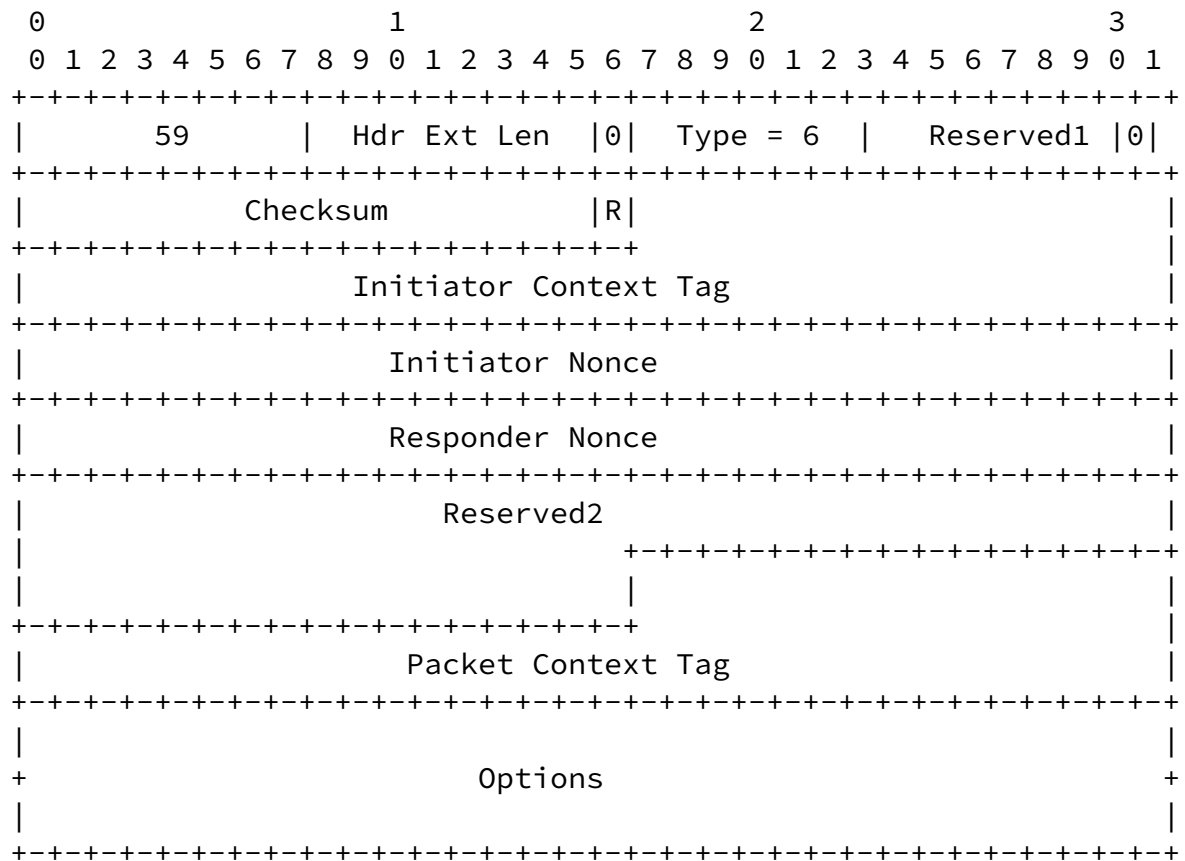 0                   1                   2                   3
 0 1 2 3 4 5 6 7 8 9 0 1 2 3 4 5 6 7 8 9 0 1 2 3 4 5 6 7 8 9 0 1
+-+-+-+-+-+-+-+-+-+-+-+-+-+-+-+-+-+-+-+-+-+-+-+-+-+-+-+-+-+-+-+-+
|       59      |  Hdr Ext Len  |0|  Type = 6  |   Reserved1 |0|
+-+-+-+-+-+-+-+-+-+-+-+-+-+-+-+-+-+-+-+-+-+-+-+-+-+-+-+-+-+-+-+-+
|            Checksum           |R|                             |
+-+-+-+-+-+-+-+-+-+-+-+-+-+-+-+-+-+                             |
|                  Initiator Context Tag                        |
+-+-+-+-+-+-+-+-+-+-+-+-+-+-+-+-+-+-+-+-+-+-+-+-+-+-+-+-+-+-+-+-+
|                    Initiator Nonce                            |
+-+-+-+-+-+-+-+-+-+-+-+-+-+-+-+-+-+-+-+-+-+-+-+-+-+-+-+-+-+-+-+-+
|                    Responder Nonce                            |
+-+-+-+-+-+-+-+-+-+-+-+-+-+-+-+-+-+-+-+-+-+-+-+-+-+-+-+-+-+-+-+-+
|                       Reserved2                               |
|                                 +-+-+-+-+-+-+-+-+-+-+-+-+-+-+-+
|                                 |                             |
+-+-+-+-+-+-+-+-+-+-+-+-+-+-+-+-+-+                             |
|                     Packet Context Tag                        |
+-+-+-+-+-+-+-+-+-+-+-+-+-+-+-+-+-+-+-+-+-+-+-+-+-+-+-+-+-+-+-+-+
|                                                               |
+                         Options                               +
|                                                               |
+-+-+-+-+-+-+-+-+-+-+-+-+-+-+-+-+-+-+-+-+-+-+-+-+-+-+-+-+-+-+-+-+